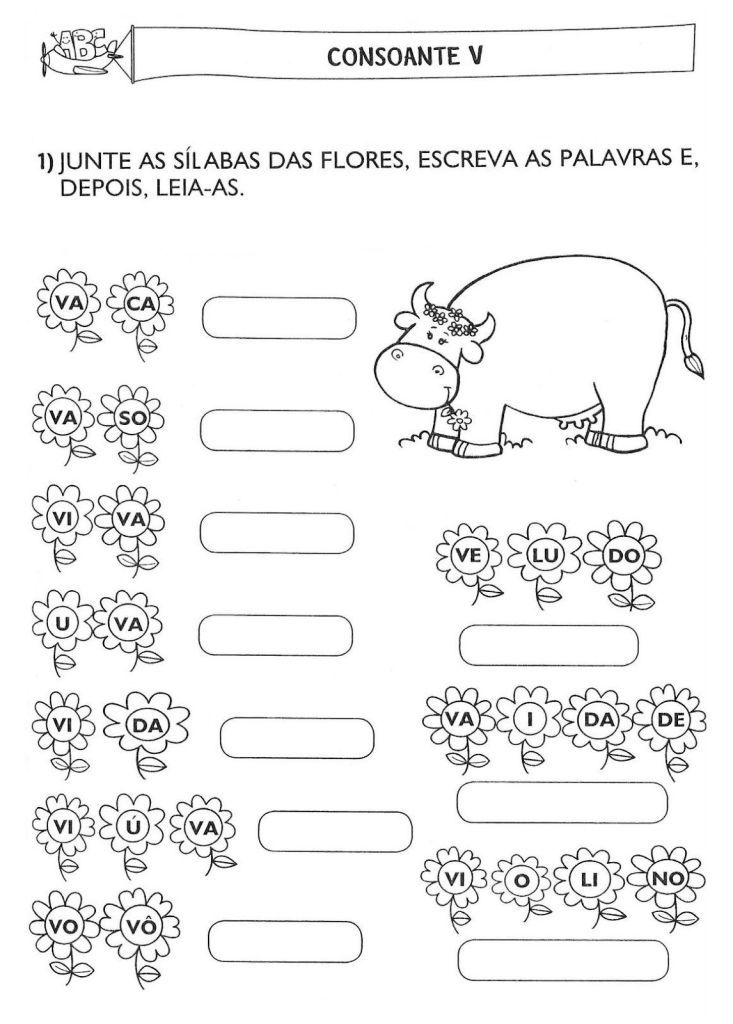 ABC
CONSOANTE V
1) JUNTE AS SÍLABAS DAS FLORES, ESCREVA AS PALAVRAS E,
DEPOIS, LEIA-AS.
VA CA
VA SO
VI VA
U VA
VI DA
VI Ú VA
VO VÔ
VE LU DO
VA I DA DE
VI O LI NO